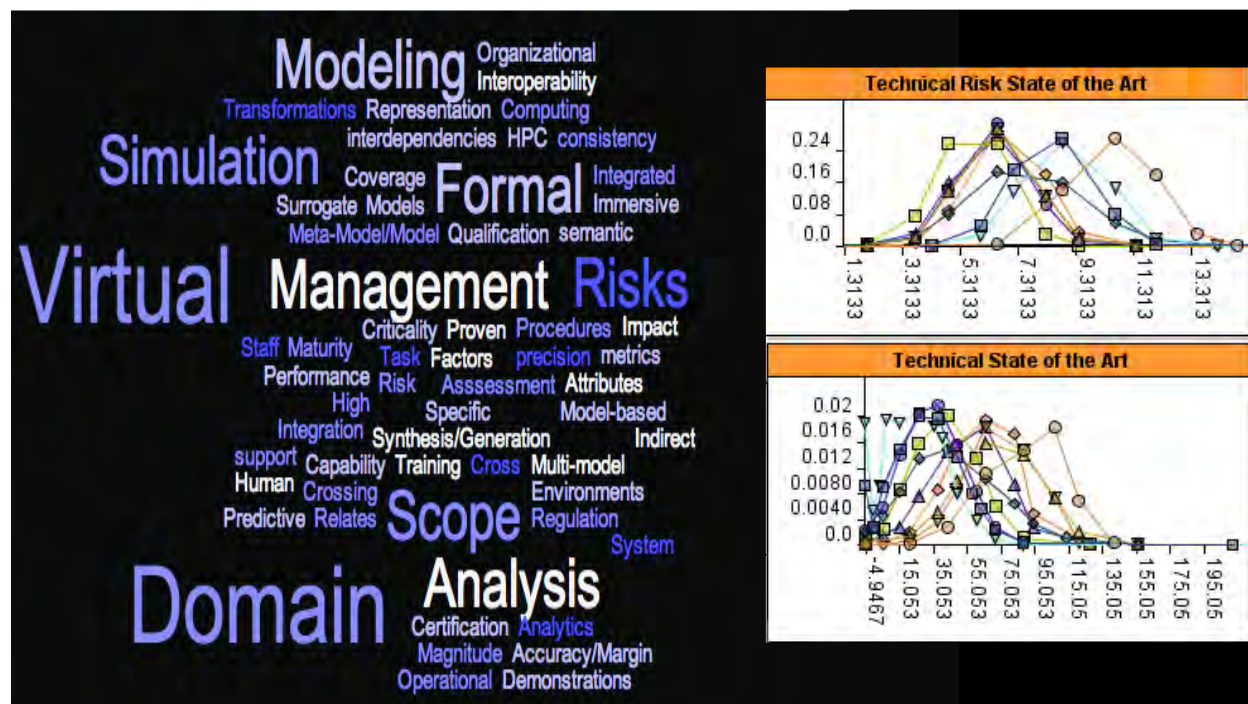 Modeling Organizational
Interoperability
Transformations Representation Computing
interdependencies HPC consistency
Simulation
Coverage Formal Integrated
Surrogate Models Immersive
Meta-Model/Model Qualification semantic
Virtual Management Risks
Criticality Proven Procedures Impact
Staff Maturity Task Factors precision metrics
Performance Risk Asssessment Attributes
High Specific Model-based
Integration Synthesis/Generation Indirect
support Capability Training Cross Multi-model
Human Crossing Environments
Predictive Relates Scope Regulation
System
Domain Analysis
Certification Analytics
Magnitude Accuracy/Margin
Operational Demonstrations
Technical Risk State of the Art
0.24
0.16
0.08
0.0
1.3133 3.3133 5.3133 7.3133 9.3133 11.313 13.313
Technical State of the Art
0.02
0.016
0.012
0.0080
0.0040
0.0
-4.9467 15.053 35.053 55.053 75.053 95.053 115.05 135.05 155.05 175.05 195.05